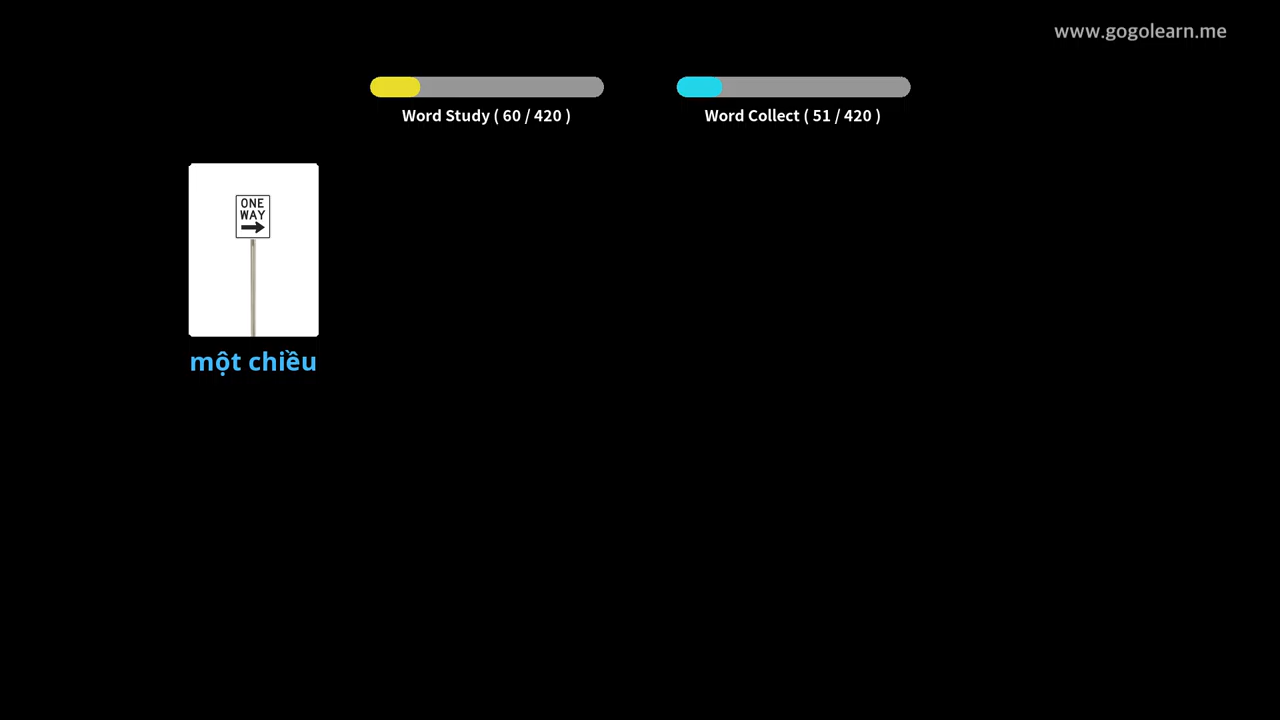 www.gogolearn.me
Word Study ( 60 / 420 )
Word Collect ( 51 / 420 )
ONE
WAY
một chiều